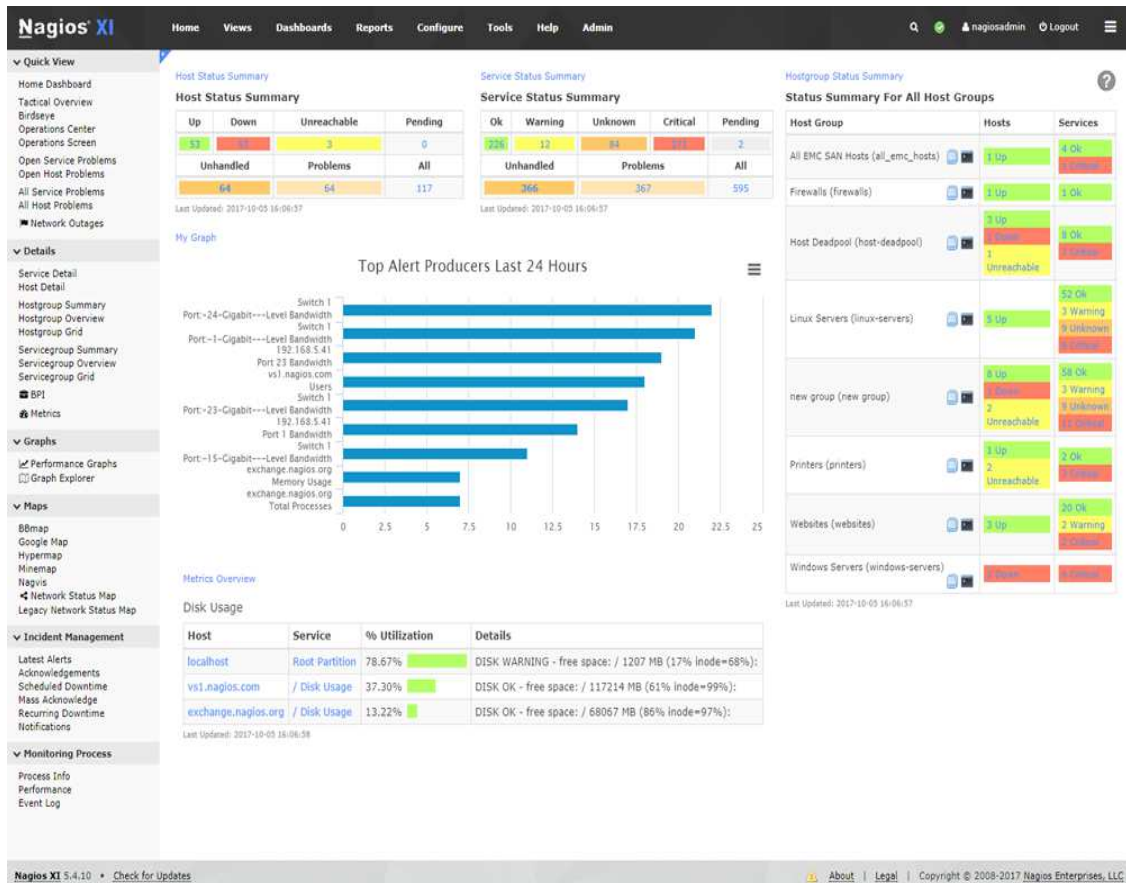 Nagios XI
Home Views Dashboards Reports Configure Tools Help Admin
nagiosadmin Logout
Quick View
Home Dashboard
Tactical Overview
Birdseye
Operations Center
Operations Screen
Open Service Problems
Open Host Problems
All Service Problems
All Host Problems
Network Outages
Details
Service Detail
Host Detail
Hostgroup Summary
Hostgroup Overview
Hostgroup Grid
Servicegroup Summary
Servicegroup Overview
Servicegroup Grid
BPI
Metrics
Graphs
Performance Graphs
Graph Explorer
Maps
BBmap
Google Map
Hypermap
Minemap
Nagvis
Network Status Map
Legacy Network Status Map
Incident Management
Latest Alerts
Acknowledgements
Scheduled Downtime
Mass Acknowledge
Recurring Downtime
Notifications
Monitoring Process
Process Info
Performance
Event Log
Host Status Summary
Host Status Summary
Up Down Unreachable Pending
53 3 0
Unhandled Problems All
64 64 117
Last Updated: 2017-10-05 16:06:57
Service Status Summary
Service Status Summary
Ok Warning Unknown Critical Pending
226 12 84 2
Unhandled Problems All
366 367 595
Last Updated: 2017-10-05 16:06:57
My Graph
Top Alert Producers Last 24 Hours
Switch 1
Port:-24-Gigabit---Level Bandwidth
Switch 1
Port:-1-Gigabit---Level Bandwidth
192.168.5.41
Port 23 Bandwidth
vs1.nagios.com
Users
Switch 1
Port:-23-Gigabit---Level Bandwidth
192.168.5.41
Port 1 Bandwidth
Switch 1
Port:-15-Gigabit---Level Bandwidth
exchange.nagios.org
Memory Usage
exchange.nagios.org
Total Processes
0 2.5 5 7.5 10 12.5 15 17.5 20 22.5 25
Metrics Overview
Disk Usage
Host Service % Utilization Details
localhost Root Partition 78.67% DISK WARNING - free space: / 1207 MB (17% inode=68%):
vs1.nagios.com / Disk Usage 37.30% DISK OK - free space: / 117214 MB (61% inode=99%):
exchange.nagios.org / Disk Usage 13.22% DISK OK - free space: / 68067 MB (86% inode=97%):
Last Updated: 2017-10-05 16:06:58
Hostgroup Status Summary
Status Summary For All Host Groups
Host Group Hosts Services
All EMC SAN Hosts (all_emc_hosts) 1 Up 4 Ok
Critical
Firewalls (firewalls) 1 Up 1 Ok
Host Deadpool (host-deadpool) 3 Up 8 Ok
1 Down Critical
1
Unreachable
Linux Servers (linux-servers) 5 Up 52 Ok
3 Warning
9 Unknown
Critical
new group (new group) 8 Up 58 Ok
1 Down 3 Warning
2 9 Unknown
Unreachable 11 Critical
Printers (printers) 1 Up 2 Ok
2 Critical
Unreachable
Websites (websites) 3 Up 20 Ok
2 Warning
2 Critical
Windows Servers (windows-servers) Down Critical
Last Updated: 2017-10-05 16:06:57
Nagios XI 5.4.10 • Check for Updates
About | Legal | Copyright © 2008-2017 Nagios Enterprises, LLC